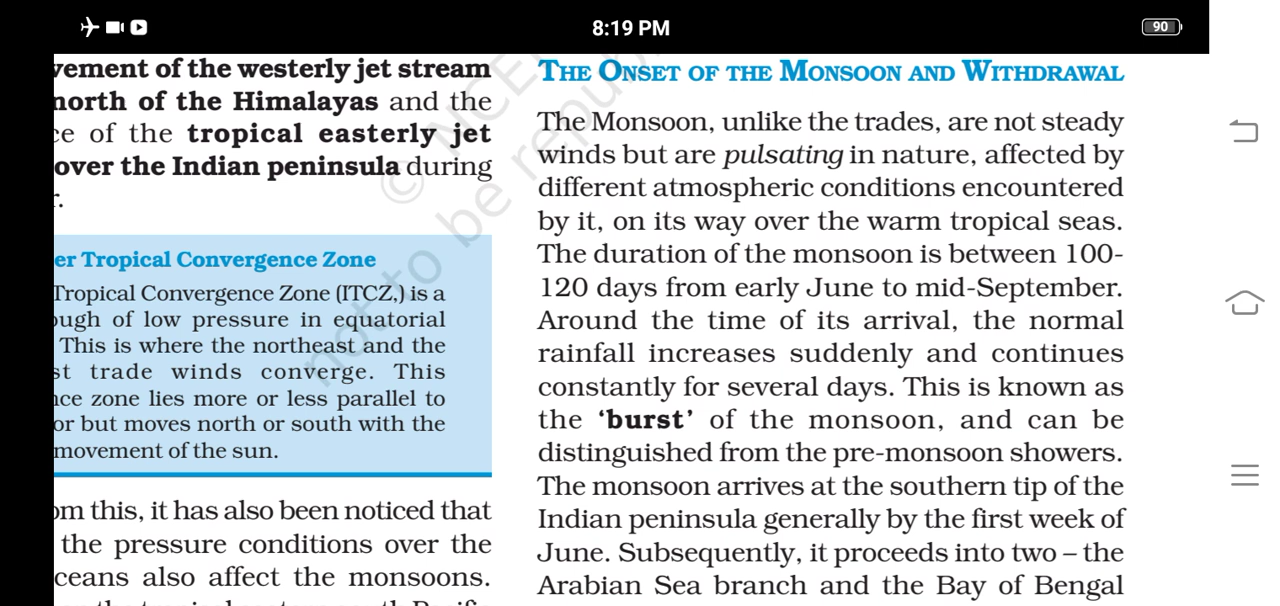 8:19 PM
90
vement of the westerly jet stream
north of the Himalayas and the
ce of the tropical easterly jet
over the Indian peninsula during
r.
er Tropical Convergence Zone
Tropical Convergence Zone (ITCZ,) is a
ough of low pressure in equatorial
This is where the northeast and the
st trade winds converge. This
nce zone lies more or less parallel to
or but moves north or south with the
movement of the sun.
om this, it has also been noticed that
the pressure conditions over the
ceans also affect the monsoons.
© NCE
not to be repu
THE ONSET OF THE MONSOON AND WITHDRAWAL
The Monsoon, unlike the trades, are not steady
winds but are pulsating in nature, affected by
different atmospheric conditions encountered
by it, on its way over the warm tropical seas.
The duration of the monsoon is between 100-
120 days from early June to mid-September.
Around the time of its arrival, the normal
rainfall increases suddenly and continues
constantly for several days. This is known as
the ‘burst’ of the monsoon, and can be
distinguished from the pre-monsoon showers.
The monsoon arrives at the southern tip of the
Indian peninsula generally by the first week of
June. Subsequently, it proceeds into two – the
Arabian Sea branch and the Bay of Bengal